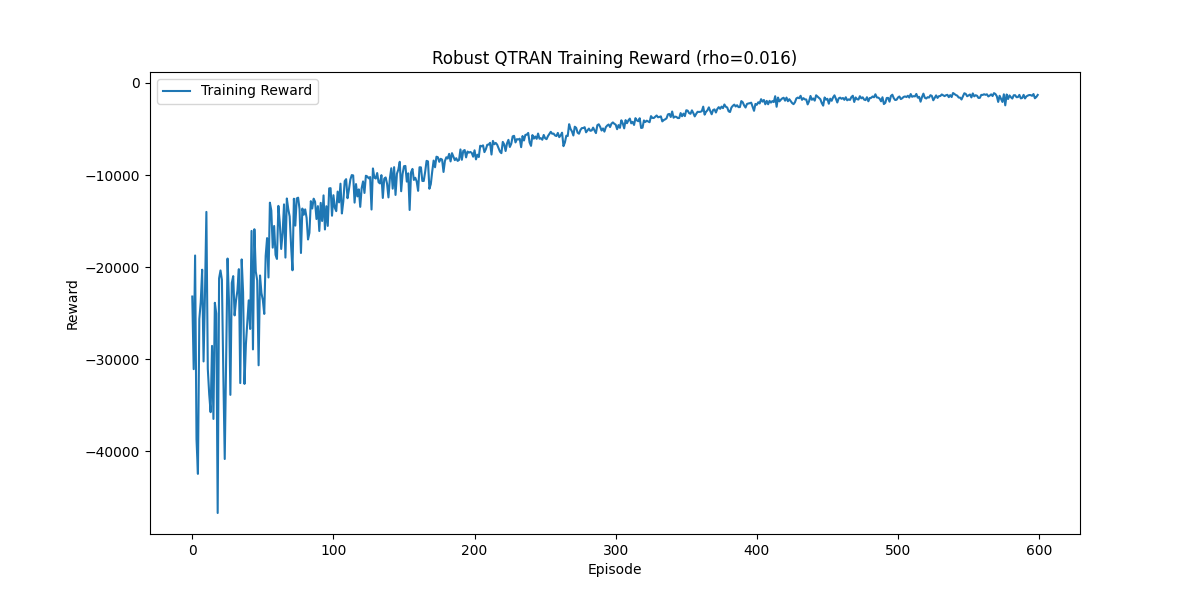 Robust QTRAN Training Reward (rho=0.016)
Training Reward
0
−10000
−20000
−30000
−40000
Reward
0 100 200 300 400 500 600
Episode